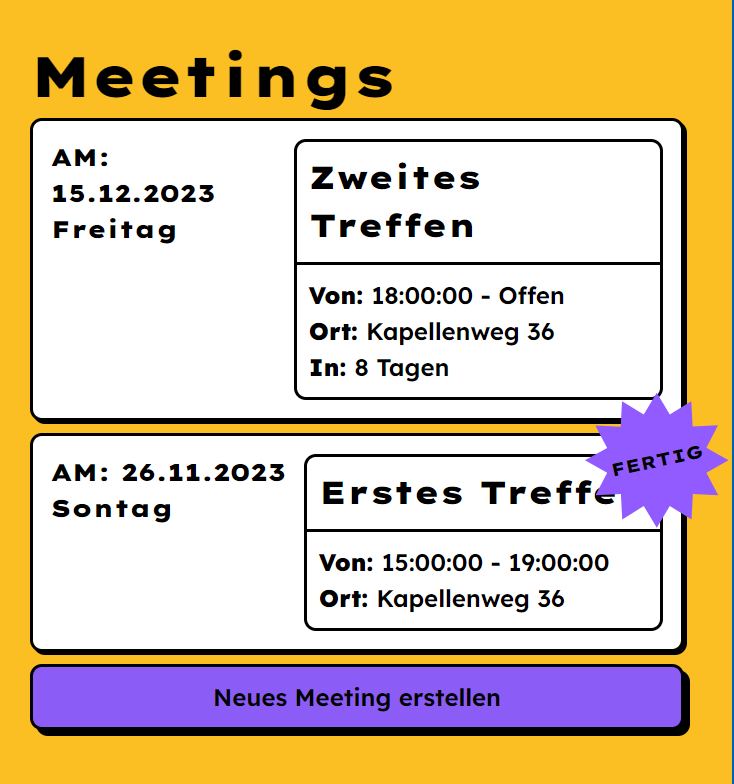 Meetings
AM:
15.12.2023
Freitag
Zweites
Treffen
Von: 18:00:00 - Offen
Ort: Kapellenweg 36
In: 8 Tagen
FERTIG
AM: 26.11.2023
Sontag
Erstes Treffe
Von: 15:00:00 - 19:00:00
Ort: Kapellenweg 36
Neues Meeting erstellen